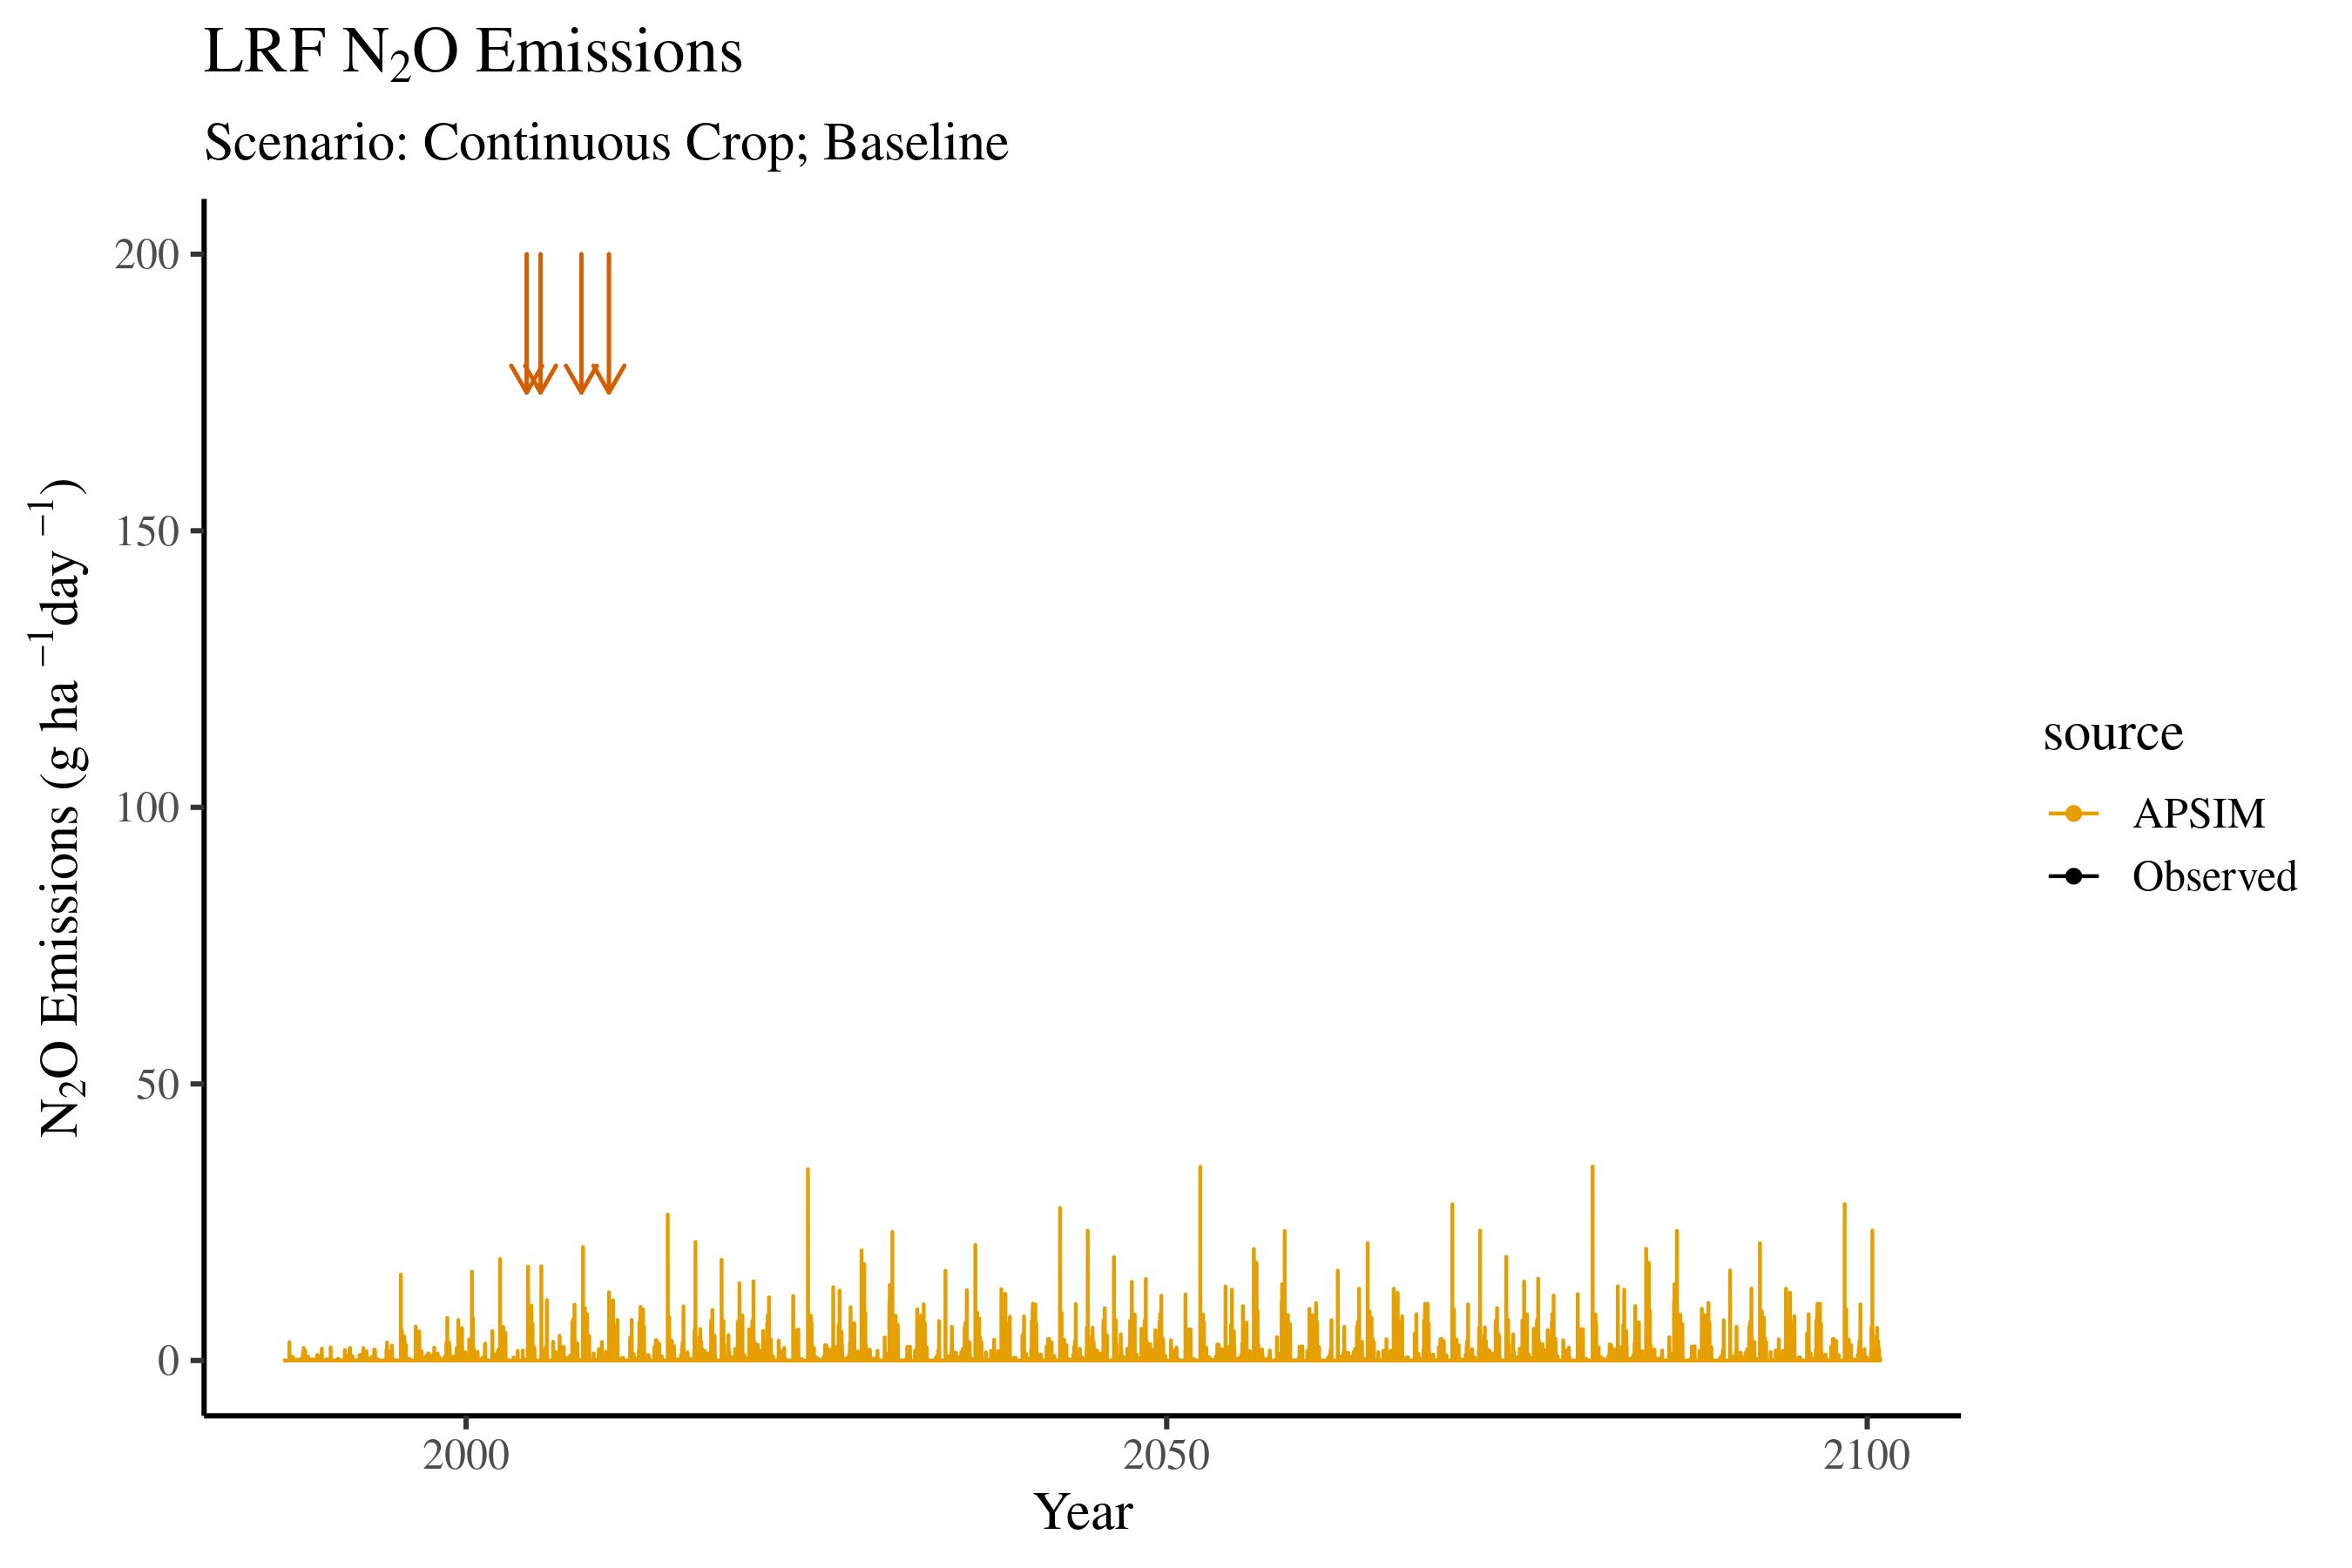 LRF N₂O Emissions
Scenario: Continuous Crop; Baseline
N₂O Emissions (g ha ⁻¹day ⁻¹)
200
150
100
50
0
2000
2050
2100
Year
source
APSIM
Observed